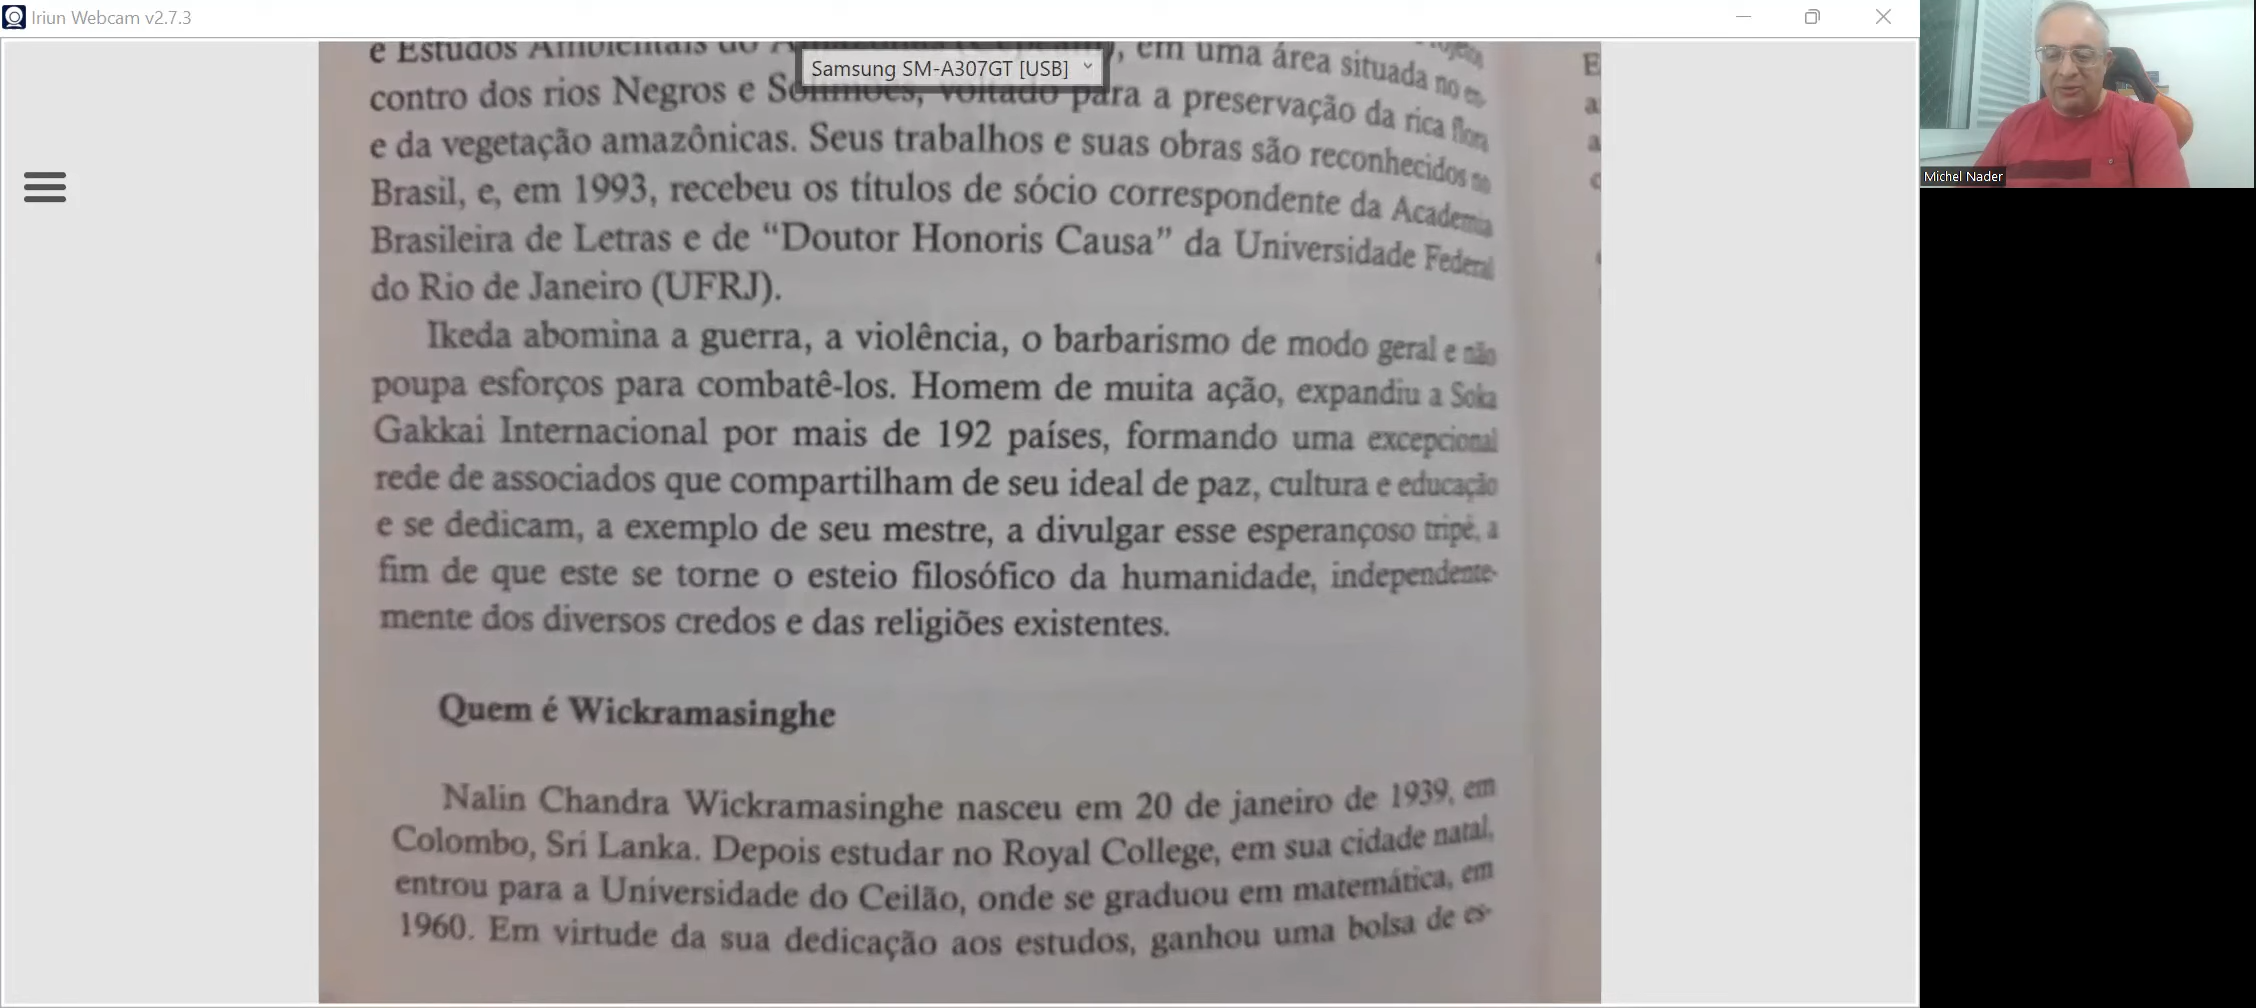 Iriun Webcam v2.7.3
e Estudos Ambientais do Amazonas (Cepeam), em uma área situada no en-
Samsung SM-A307GT [USB]
contro dos rios Negros e Solimões, voltado para a preservação da rica flora
e da vegetação amazônicas. Seus trabalhos e suas obras são reconhecidos no
Brasil, e, em 1993, recebeu os títulos de sócio correspondente da Academia
Brasileira de Letras e de “Doutor Honoris Causa” da Universidade Federal
do Rio de Janeiro (UFRJ).
Ikeda abomina a guerra, a violência, o barbarismo de modo geral e não
poupa esforços para combatê-los. Homem de muita ação, expandiu a Soka
Gakkai Internacional por mais de 192 países, formando uma excepcional
rede de associados que compartilham de seu ideal de paz, cultura e educação
e se dedicam, a exemplo de seu mestre, a divulgar esse esperançoso tripé, a
fim de que este se torne o esteio filosófico da humanidade, independente-
mente dos diversos credos e das religiões existentes.
Quem é Wickramasinghe
Nalin Chandra Wickramasinghe nasceu em 20 de janeiro de 1939, em
Colombo, Sri Lanka. Depois estudar no Royal College, em sua cidade natal,
entrou para a Universidade do Ceilão, onde se graduou em matemática, em
1960. Em virtude da sua dedicação aos estudos, ganhou uma bolsa de es-
Michel Nader